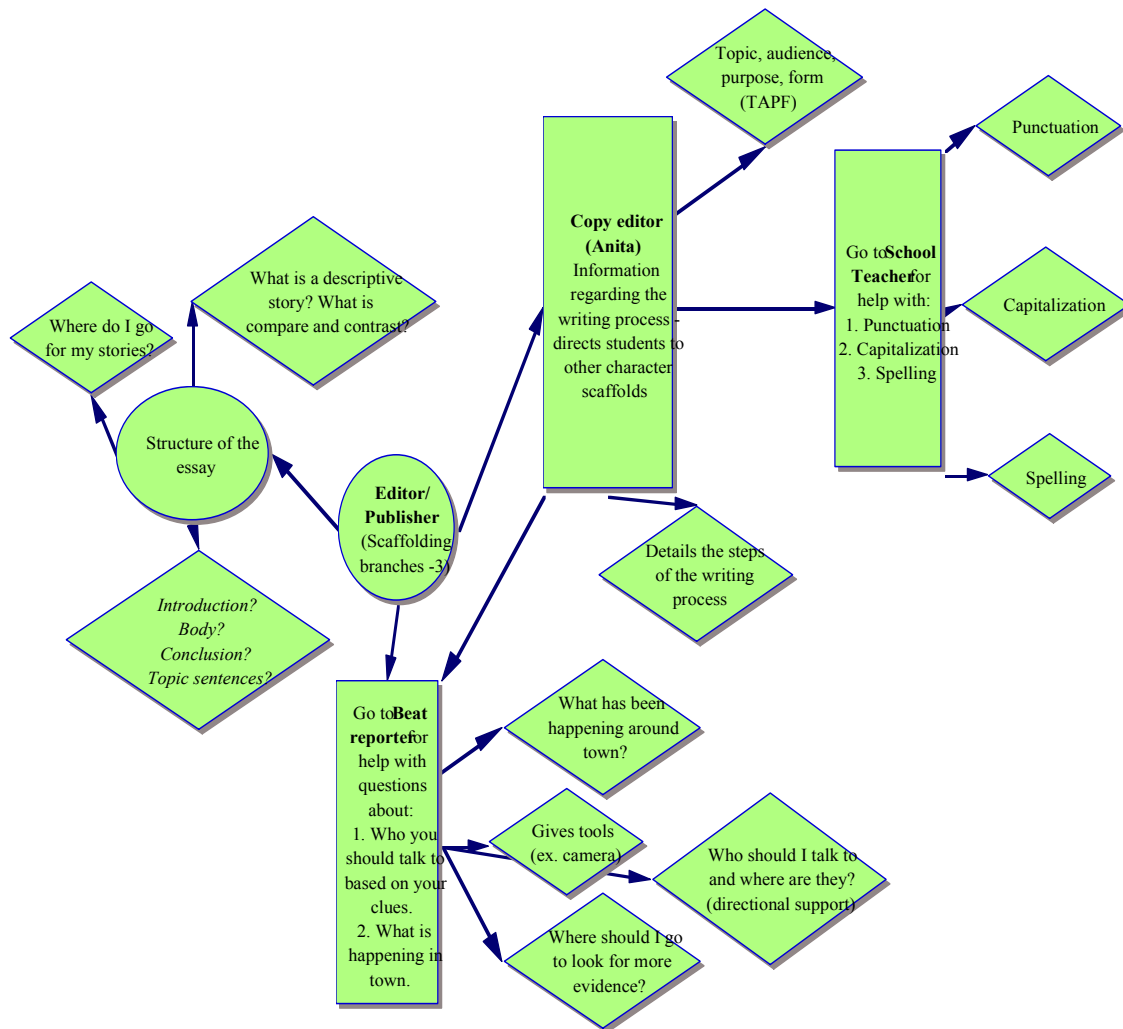 Topic, audience,
purpose, form
(TAPF)
Punctuation
Copy editor
(Anita)
Information
regarding the
writing process -
directs students to
other character
scaffolds
Go to School
Teacher for
help with:
1. Punctuation
2. Capitalization
3. Spelling
Capitalization
Spelling
What is a descriptive
story? What is
compare and contrast?
Where do I go
for my stories?
Structure of the
essay
Editor/
Publisher
(Scaffolding
branches -3)
Details the steps
of the writing
process
Introduction?
Body?
Conclusion?
Topic sentences?
Go to Beat
reporter for
help with
questions
about:
1. Who you
should talk to
based on your
clues.
2. What is
happening in
town.
What has been
happening around
town?
Gives tools
(ex. camera)
Who should I talk to
and where are they?
(directional support)
Where should I go
to look for more
evidence?